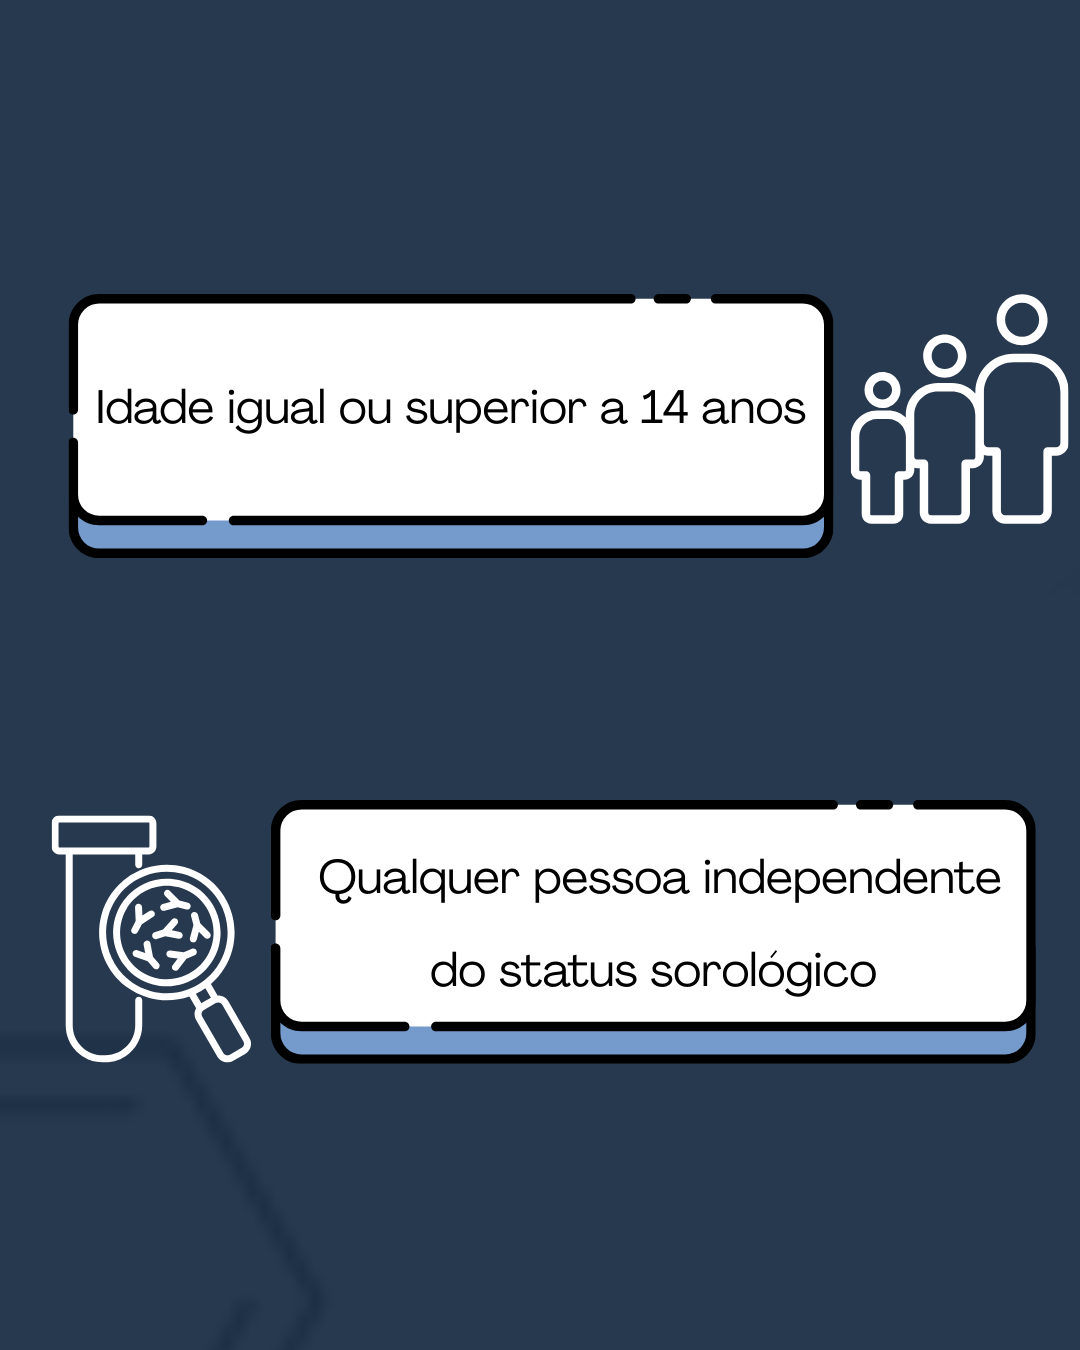 Idade igual ou superior a 14 anos
Qualquer pessoa independente
do status sorológico